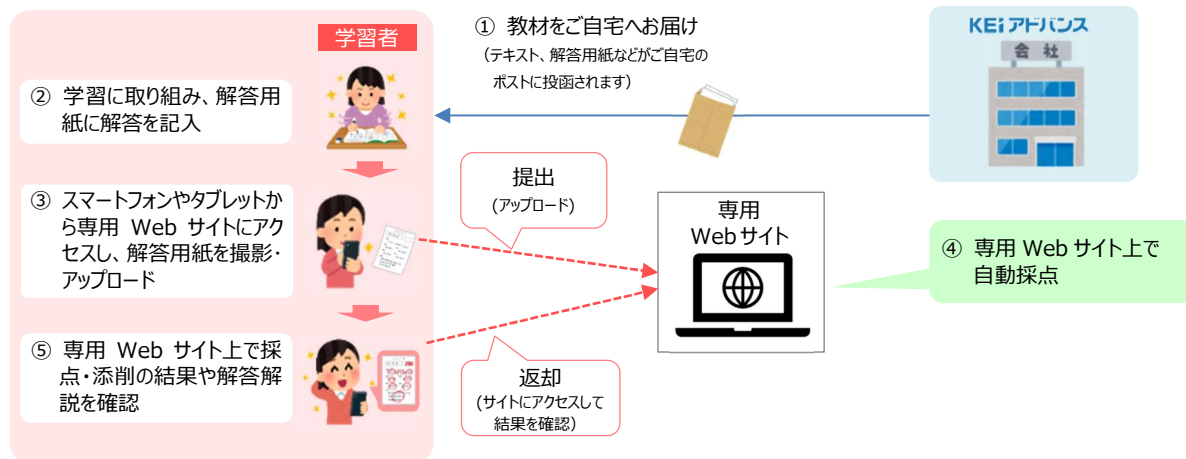 学習者
① 教材をご自宅へお届け
(テキスト、解答用紙などがご自宅の
ポストに投函されます)
KEIアドバンス
会社
② 学習に取り組み、解答用
紙に解答を記入
③ スマートフォンやタブレットか
ら専用 Web サイトにアク
セスし、解答用紙を撮影・
アップロード
提出
(アップロード)
専用
Web サイト
④ 専用 Web サイト上で
自動採点
⑤ 専用 Web サイト上で採
点・添削の結果や解答解
説を確認
返却
(サイトにアクセスして
結果を確認)